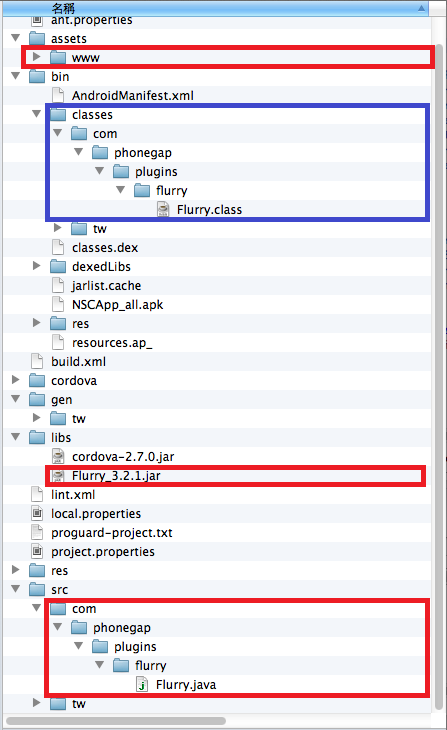 名稱
ant.properties
assets
www
bin
AndroidManifest.xml
classes
com
phonegap
plugins
flurry
Flurry.class
tw
classes.dex
dexedLibs
jarlist.cache
NSCApp_all.apk
res
resources.ap_
build.xml
cordova
gen
tw
libs
cordova-2.7.0.jar
Flurry_3.2.1.jar
lint.xml
local.properties
proguard-project.txt
project.properties
res
src
com
phonegap
plugins
flurry
Flurry.java
tw